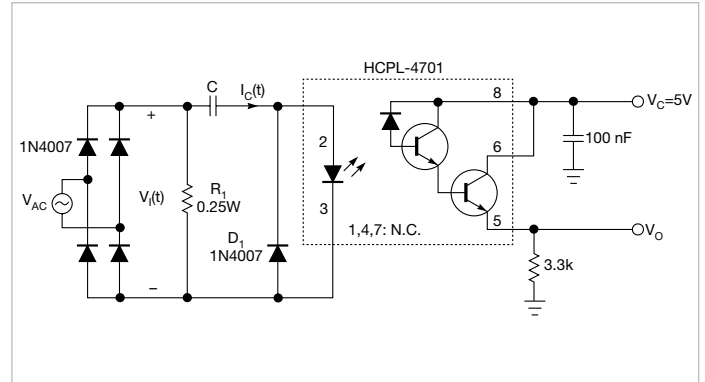 HCPL-4701
C
I_C(t)
8
V_C=5V
+
1N4007
2
6
100 nF
V_AC
V_I(t)
R_1
0.25W
3
5
V_O
D_1
1N4007
1,4,7: N.C.
3.3k
–